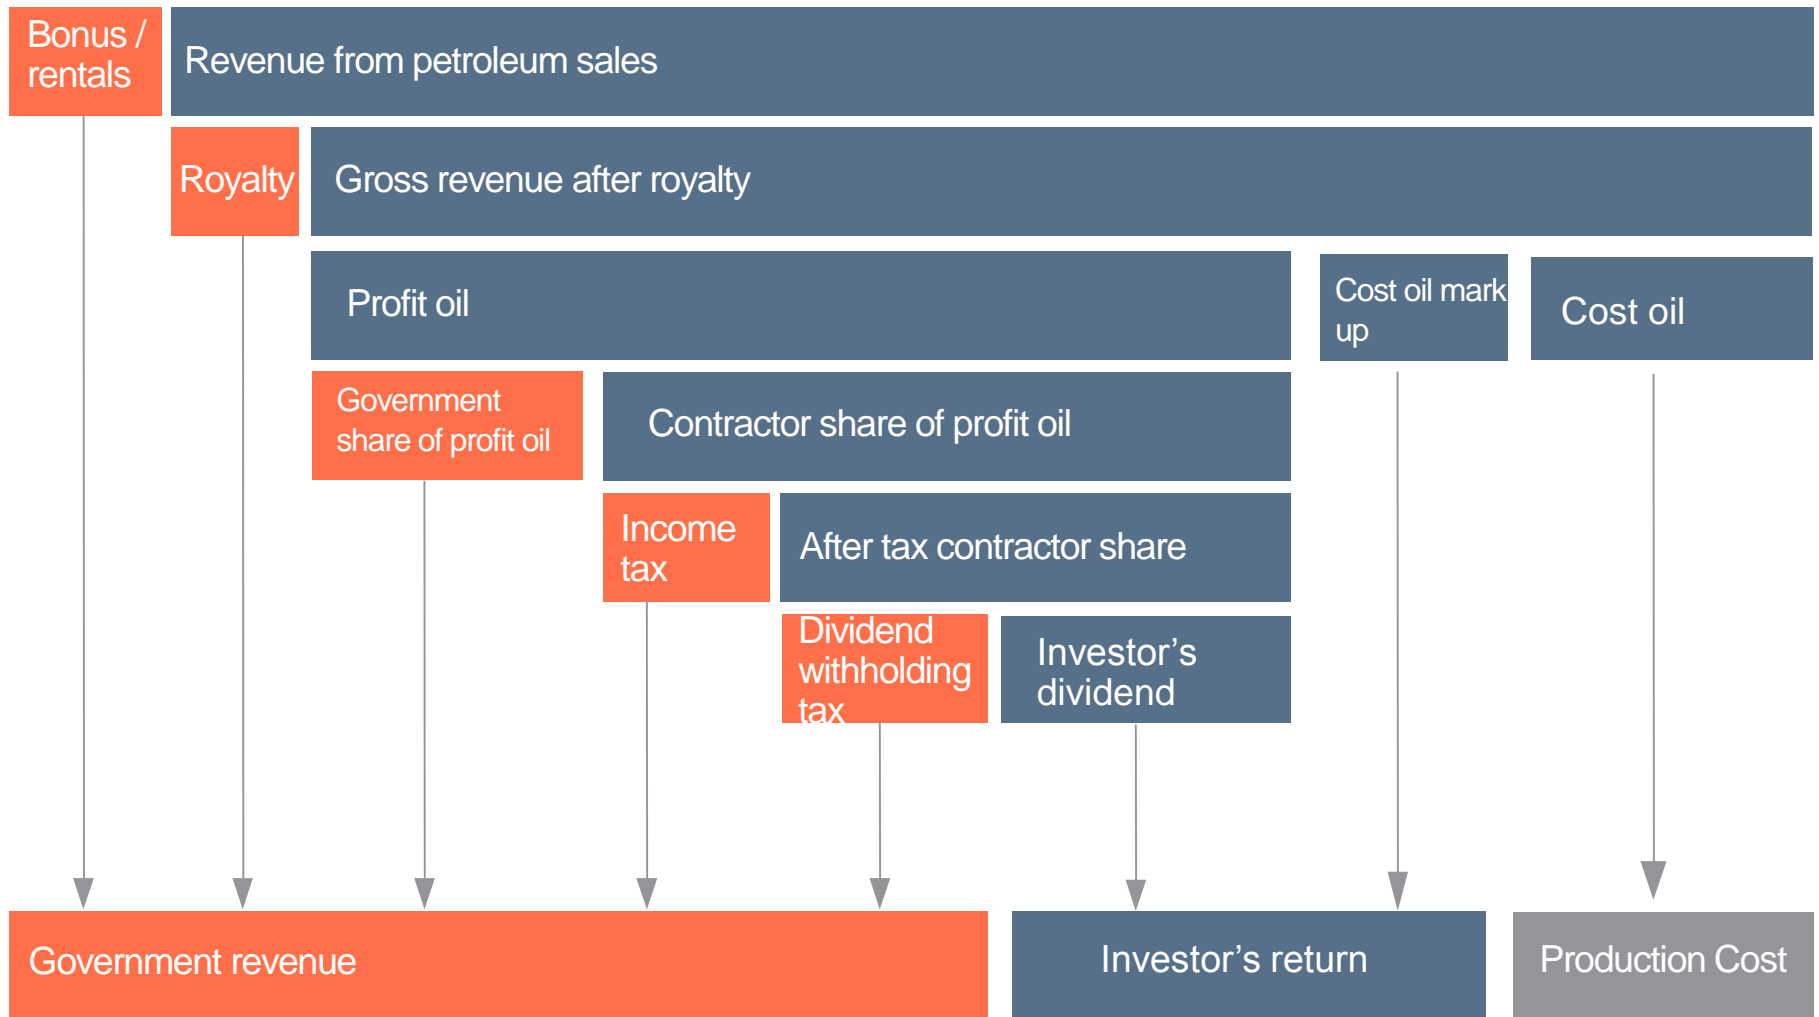 Bonus /
rentals
Revenue from petroleum sales
Royalty
Gross revenue after royalty
Profit oil
Cost oil mark
up
Cost oil
Government
share of profit oil
Contractor share of profit oil
Income
tax
After tax contractor share
Dividend
withholding
tax
Investor’s
dividend
Government revenue
Investor’s return
Production Cost